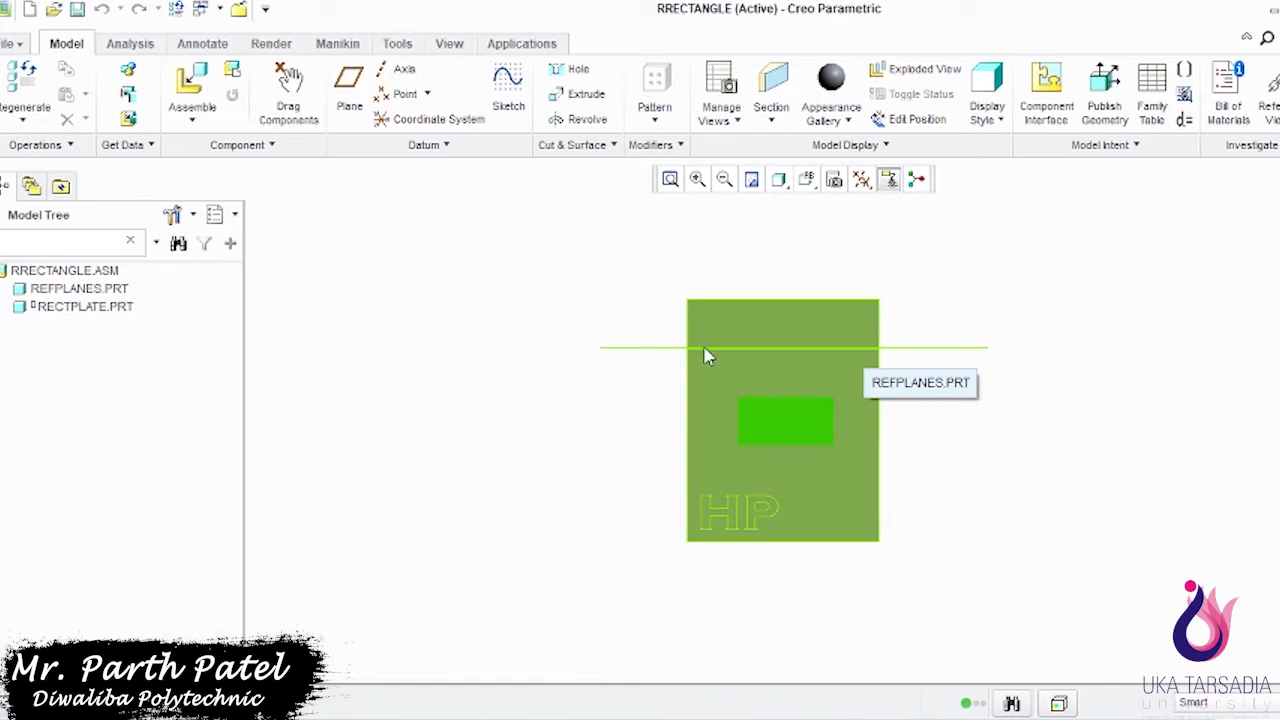 RRECTANGLE (Active) - Creo Parametric
ile
Model
Analysis
Annotate
Render
Manikin
Tools
View
Applications
egenerate
Assemble
Drag
Components
Plane
Axis
Point
Coordinate System
Sketch
Hole
Extrude
Revolve
Pattern
Manage
Views
Section
Appearance
Gallery
Exploded View
Toggle Status
Edit Position
Display
Style
Component
Interface
Publish
Geometry
Family
Table
d=
Bill of
Materials
Operations
Get Data
Component
Datum
Cut & Surface
Modifiers
Model Display
Model Intent
Investigate
Model Tree
RRECTANGLE.ASM
REFPLANES.PRT
RECTPLATE.PRT
REFPLANES.PRT
HP
Mr. Parth Patel
Diwaliba Polytechnic
UKA TARSADIA
university
Smart